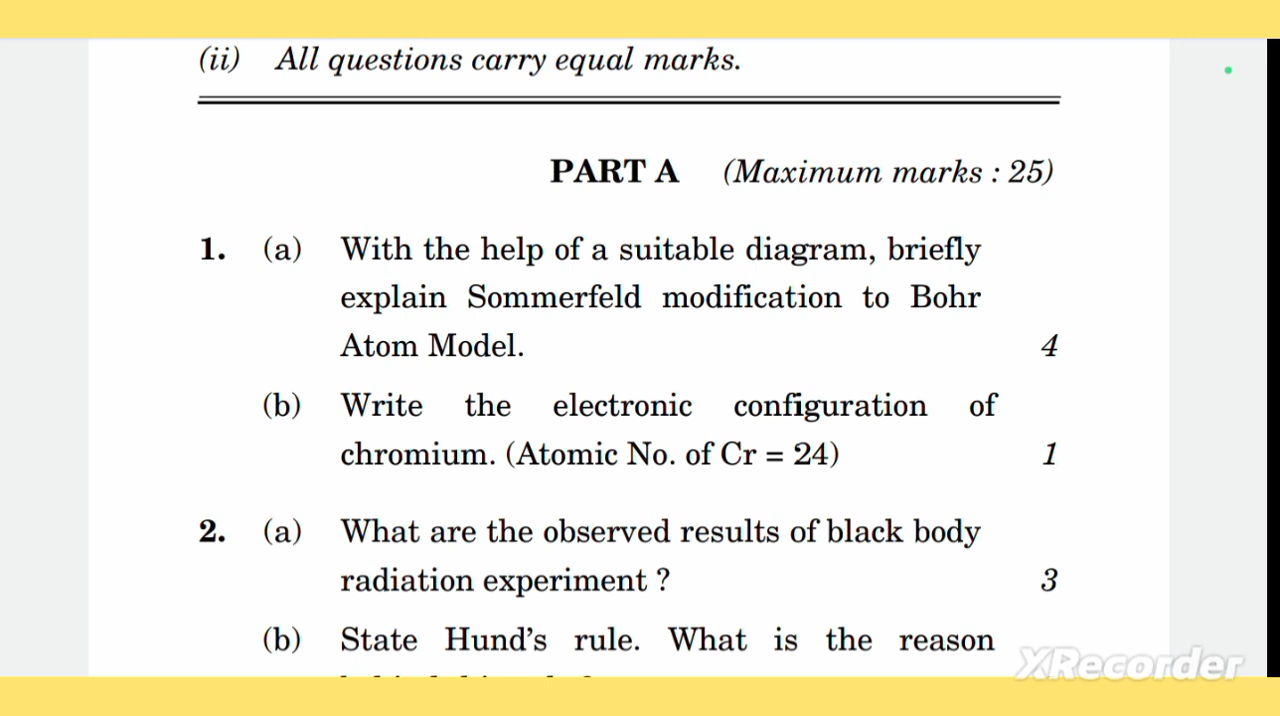 (ii) All questions carry equal marks.
PART A (Maximum marks : 25)
1. (a) With the help of a suitable diagram, briefly
explain Sommerfeld modification to Bohr
Atom Model. 4
(b) Write the electronic configuration of
chromium. (Atomic No. of Cr = 24) 1
2. (a) What are the observed results of black body
radiation experiment ? 3
(b) State Hund's rule. What is the reason
XRecorder